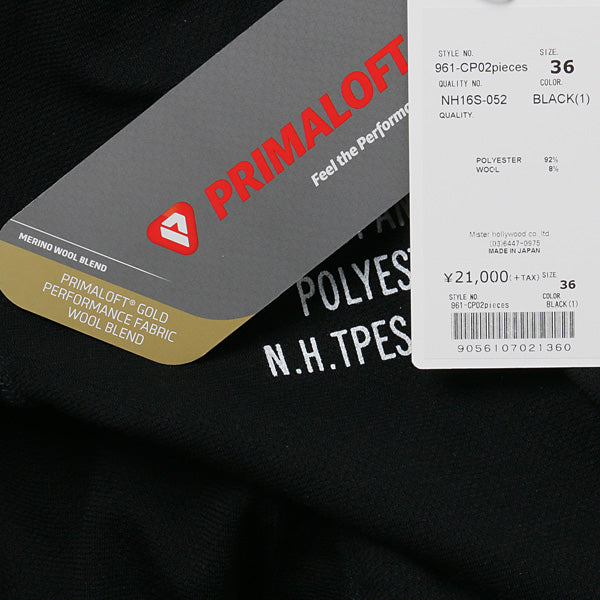 PRIMALOFT
Feel the Performa
MERINO WOOL BLEND
PRIMALOFT® GOLD
PERFORMANCE FABRIC
WOOL BLEND
POLYEST
N.H.TPES
STYLE NO. SIZE.
961-CP02pieces 36
QUALITY NO. COLOR.
NH16S-052 BLACK(1)
QUALITY.
POLYESTER 92%
WOOL 8%
Mister hollywood co.,ltd.
(03)6447-0975
MADE IN JAPAN
¥21,000(+TAX) SIZE 36
STYLE NO COLOR
961-CP02pieces BLACK(1)
9056107021360